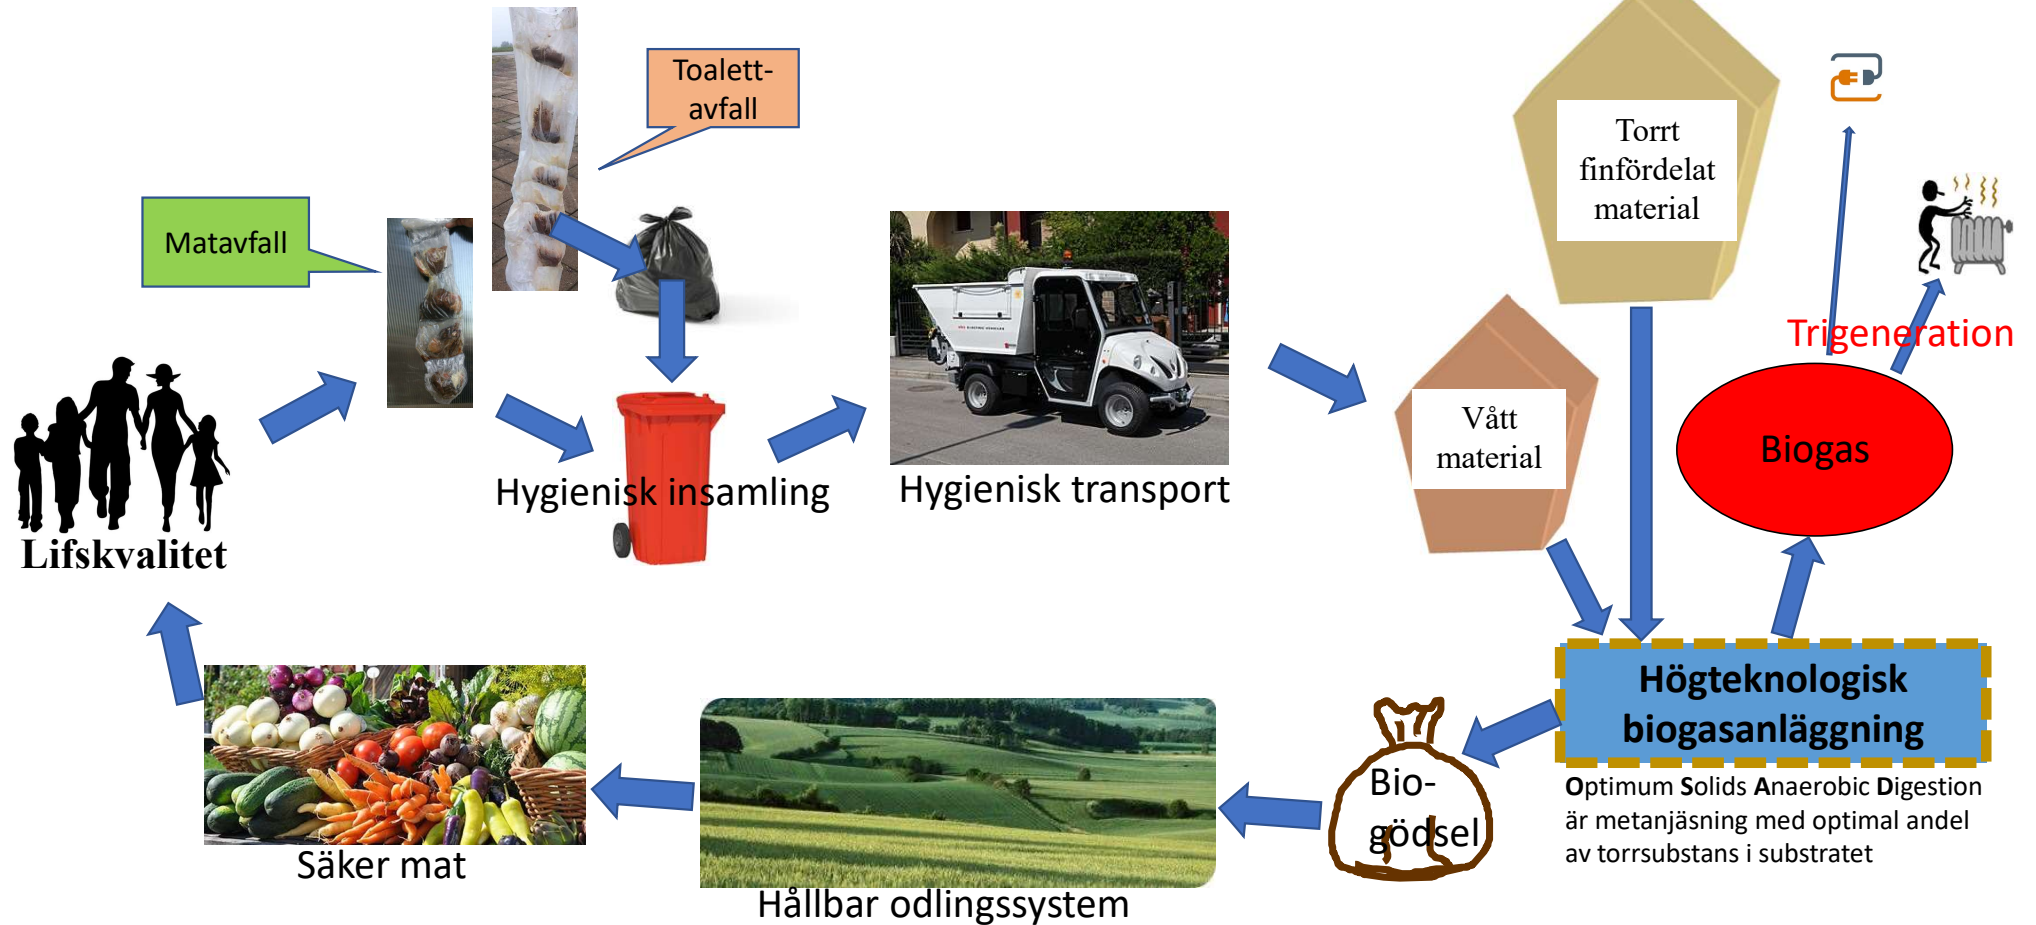 Toalett-
avfall
Matavfall
Torrt
finfördelat
material
Trigeneration
Vått
material
Biogas
Hygienisk insamling
Hygienisk transport
Lifskvalitet
Högteknologisk
biogasanläggning
Optimum Solids Anaerobic Digestion
är metanjäsning med optimal andel
av torrsubstans i substratet
Bio-
gödsel
Säker mat
Hållbar odlingssystem